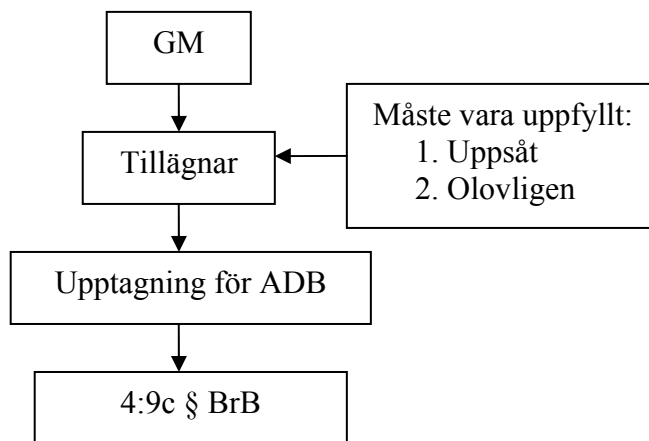 GM
Måste vara uppfyllt:
1. Uppsåt
2. Olovligen
Tillägnar
Upptagning för ADB
4:9c § BrB